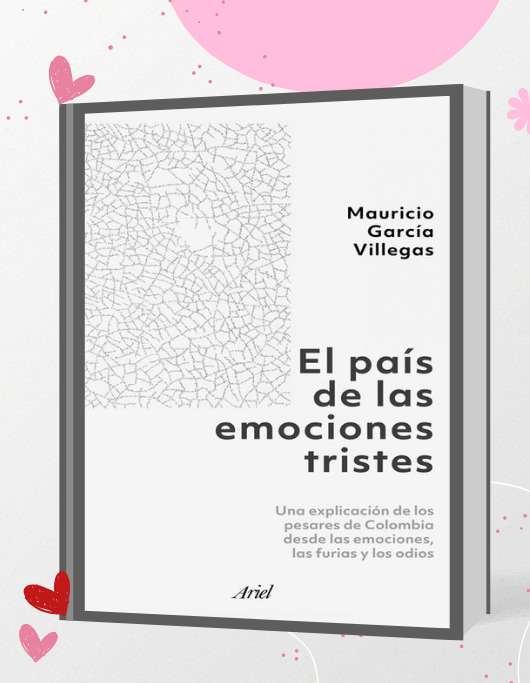 Mauricio
García
Villegas
El país
de las
emociones
tristes
Una explicación de los
pesares de Colombia
desde las emociones,
las furias y los odios
Ariel